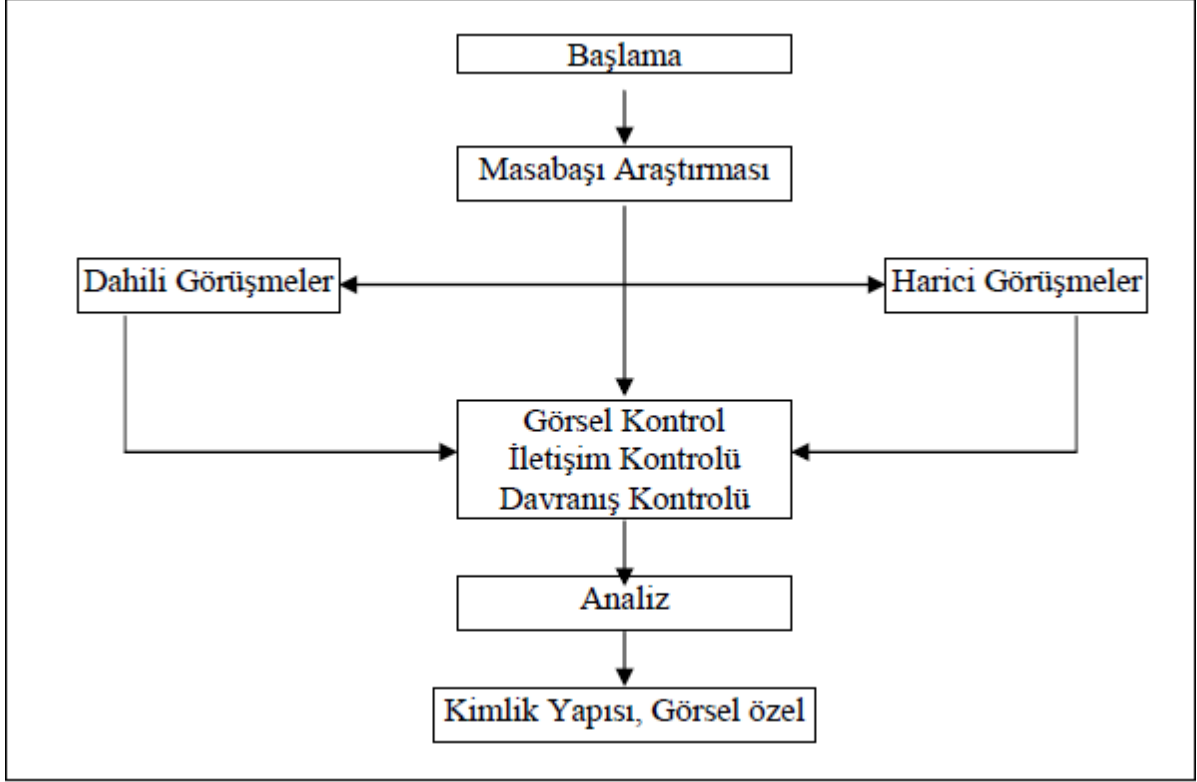 Başlama
Masabaşı Araştırması
Dahili Görüşmeler
Harici Görüşmeler
Görsel Kontrol
İletişim Kontrolü
Davranış Kontrolü
Analiz
Kimlik Yapısı, Görsel özel